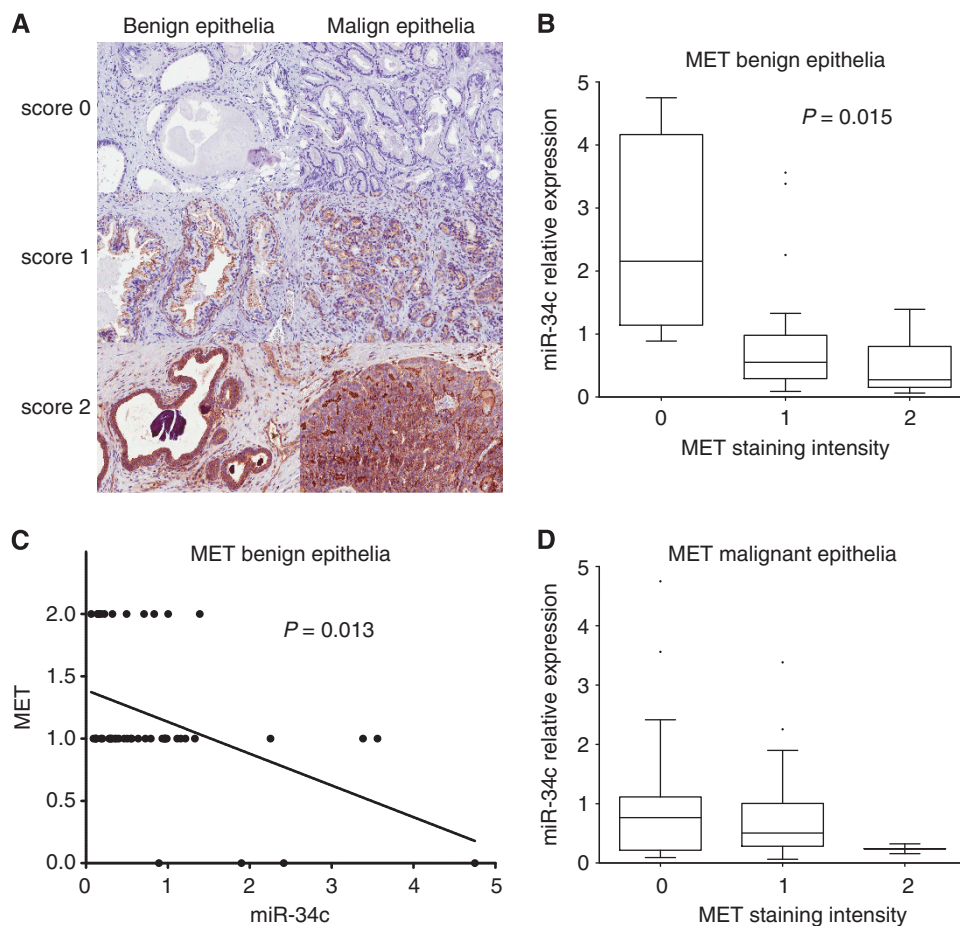 A
Benign epithelia
Malign epithelia
score 0
score 1
score 2
B
MET benign epithelia
P = 0.015
miR-34c relative expression
5
4
3
2
1
0
0 1 2
MET staining intensity
C
MET benign epithelia
P = 0.013
MET
2.0
1.5
1.0
0.5
0.0
0 1 2 3 4 5
miR-34c
D
MET malignant epithelia
miR-34c relative expression
5
4
3
2
1
0
0 1 2
MET staining intensity